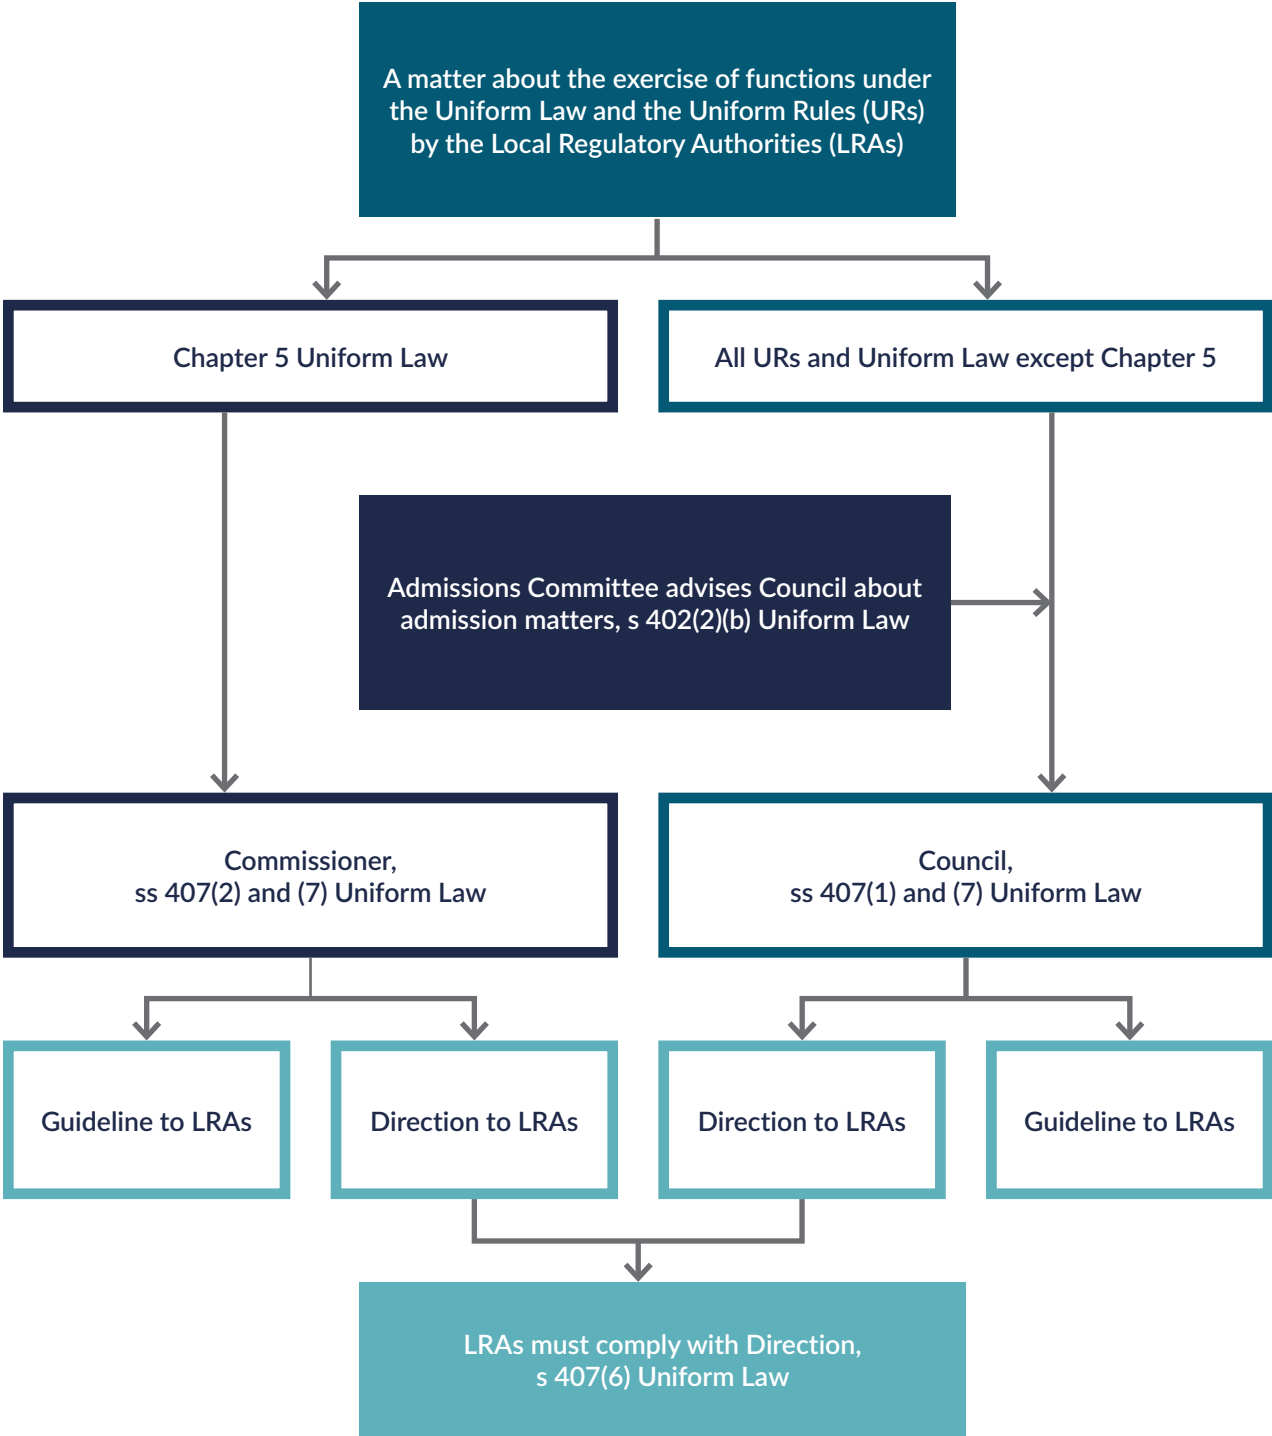 A matter about the exercise of functions under
the Uniform Law and the Uniform Rules (URs)
by the Local Regulatory Authorities (LRAs)
Chapter 5 Uniform Law
All URs and Uniform Law except Chapter 5
Admissions Committee advises Council about
admission matters, s 402(2)(b) Uniform Law
Commissioner,
ss 407(2) and (7) Uniform Law
Council,
ss 407(1) and (7) Uniform Law
Guideline to LRAs
Direction to LRAs
Direction to LRAs
Guideline to LRAs
LRAs must comply with Direction,
s 407(6) Uniform Law